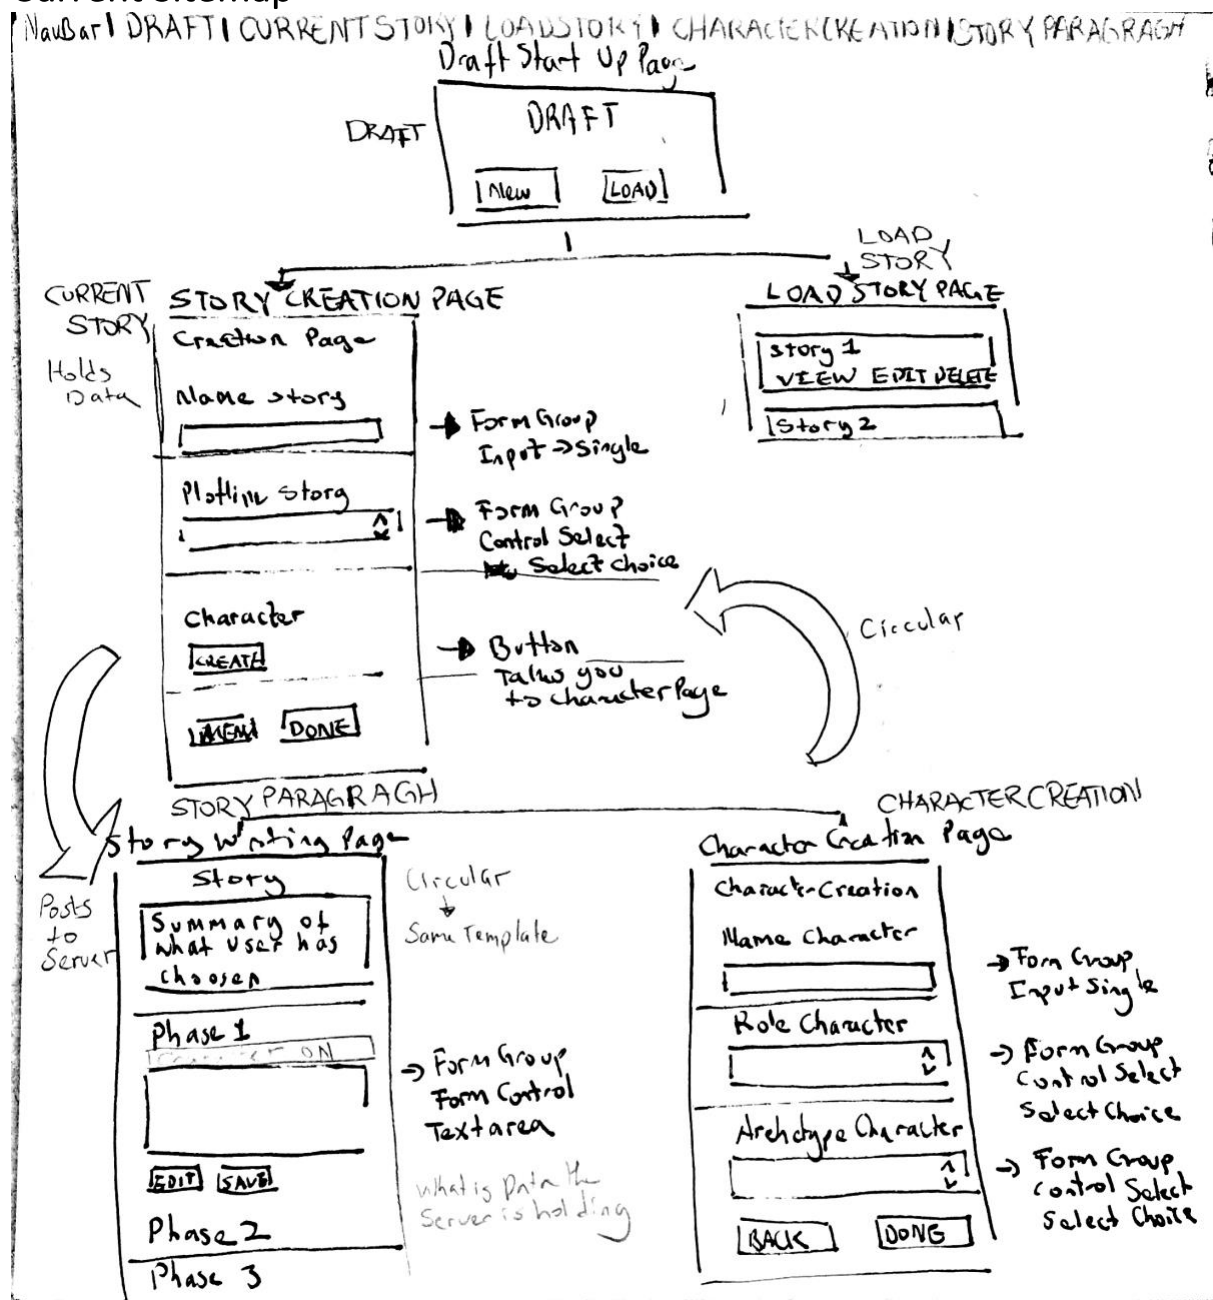 Current Sitemap
NavBar | DRAFT | CURRENT STORY | LOAD STORY | CHARACTER CREATION | STORY PARAGRAGH
Draft Start Up Page
DRAFT
DRAFT
New LOAD
LOAD
STORY
CURRENT
STORY
Holds
Data
STORY CREATION PAGE
Creation Page
Name story
→ Form Group
Input → Single
Plotline Story
→ Form Group
Control Select
Select Choice
Character
CREATE
→ Button
Takes you
to character Page
MENU DONE
LOAD STORY PAGE
story 1
VIEW EDIT DELETE
Story 2
Circular
STORY PARAGRAGH
Story Writing Page
Posts
to
Server
Story
Summary of
what user has
choosen
Circular
Same Template
Phase 1
ON
→ Form Group
Form Control
Textarea
EDIT SAVE
what is Data the
Server is holding
Phase 2
Phase 3
CHARACTER CREATION
Character Creation Page
Charactr-Creation
Name Character
→ Form Group
Input Single
Role Character
→ Form Group
Control Select
Select Choice
Archetype Character
→ Form Group
Control Select
Select Choice
BACK DONE